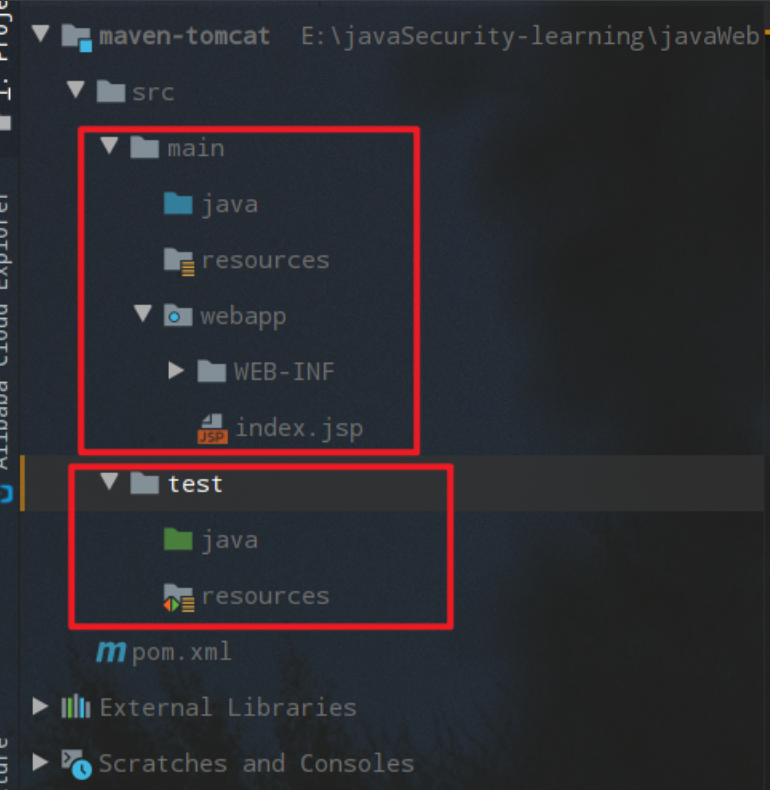 1: Proje
maven-tomcat E:\javaSecurity-learning\javaWeb
src
main
java
resources
webapp
WEB-INF
JSP index.jsp
Alibaba Cloud Explorer
test
java
resources
m pom.xml
External Libraries
Scratches and Consoles